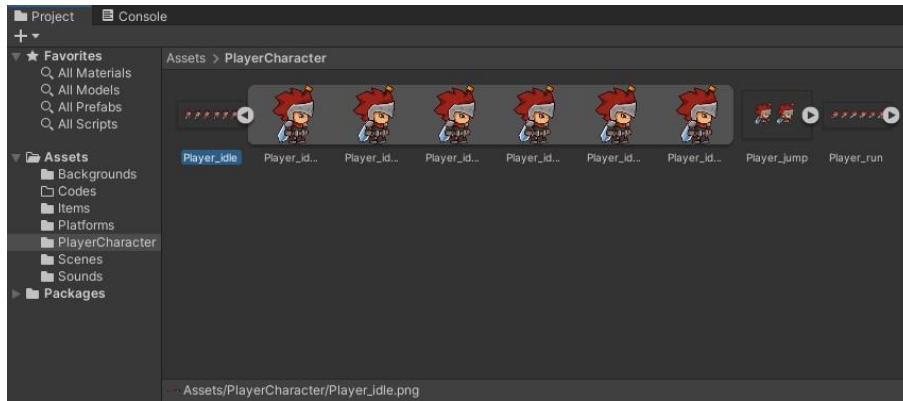 Project Console
Favorites
All Materials
All Models
All Prefabs
All Scripts
Assets
Backgrounds
Codes
Items
Platforms
PlayerCharacter
Scenes
Sounds
Packages
Assets > PlayerCharacter
Player_idle Player_id... Player_id... Player_id... Player_id... Player_id... Player_id... Player_jump Player_run
Assets/PlayerCharacter/Player_idle.png